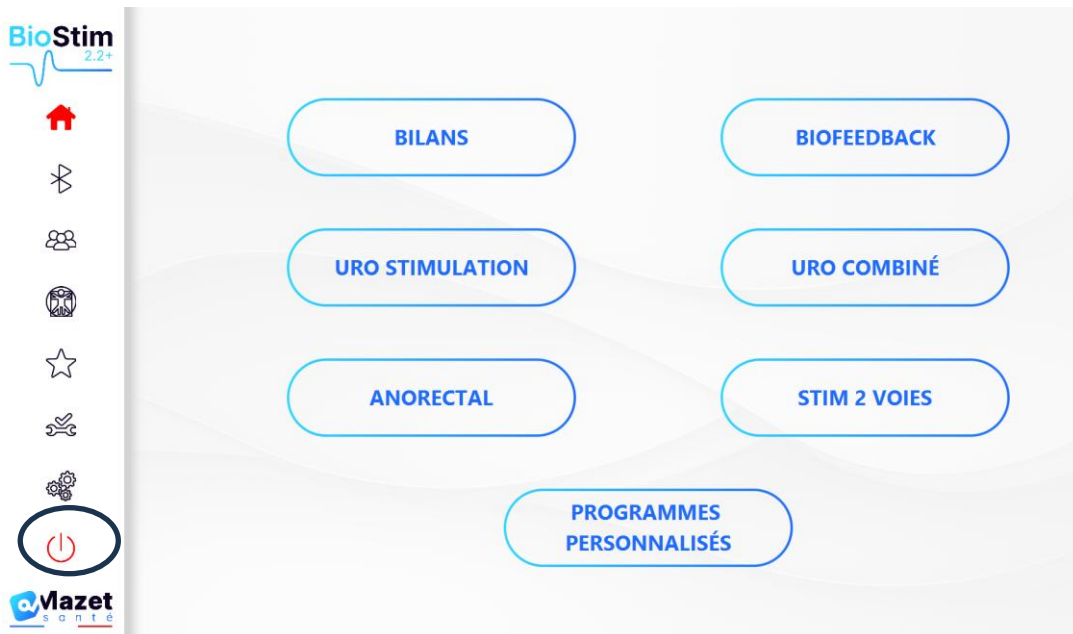 BioStim
2.2+
BILANS
BIOFEEDBACK
URO STIMULATION
URO COMBINÉ
ANORECTAL
STIM 2 VOIES
PROGRAMMES
PERSONNALISÉS
Mazet
santé